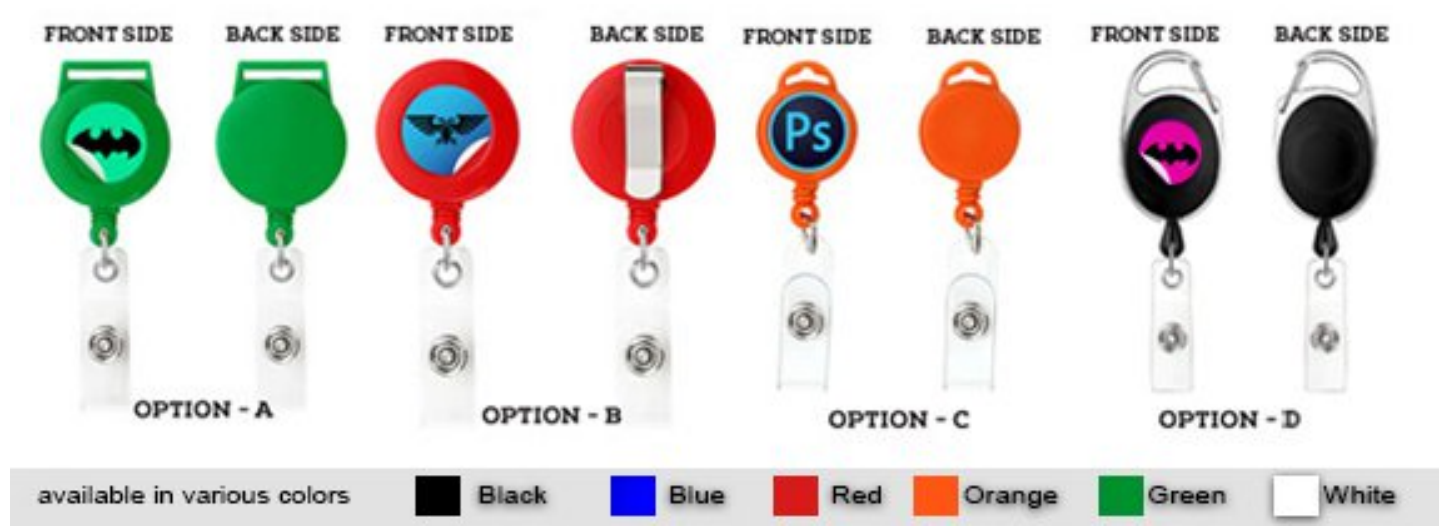 FRONT SIDE BACK SIDE FRONT SIDE BACK SIDE FRONT SIDE BACK SIDE FRONT SIDE BACK SIDE
Ps
OPTION - A OPTION - B OPTION - C OPTION - D
available in various colors Black Blue Red Orange Green White